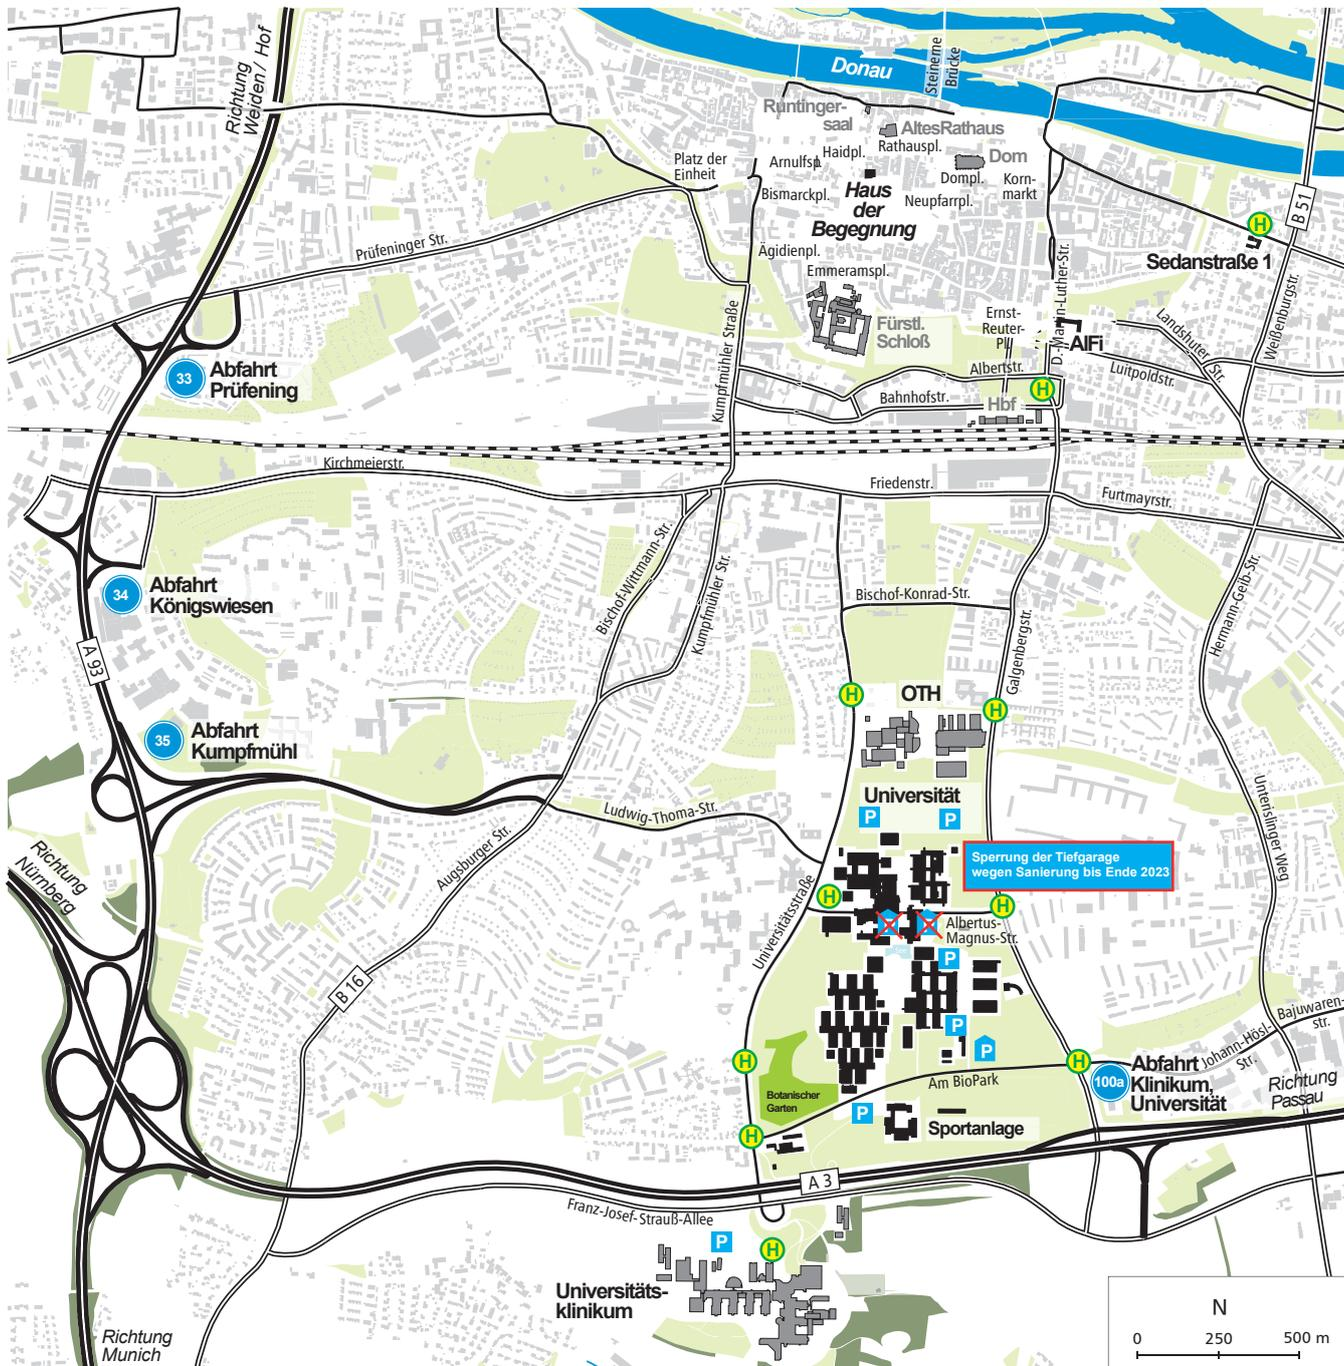 Richtung
Weiden / Hof
Donau
Steinerne
Brücke
Runtinger-
saal
AltesRathaus
Rathauspl.
Haidpl.
Arnulfspl.
Dom
Dompl.
Korn-
markt
Platz der
Einheit
Bismarckpl.
Haus
der
Begegnung
Neupfarrpl.
B 51
H
Sedanstraße 1
Prüfeninger Str.
Ägidienpl.
Emmeramspl.
D.-Martin-Luther-Str.
Weißenburgstr.
Kumpfmühler Straße
Fürstl.
Schloß
Ernst-
Reuter-
Pl.
AlFi
Landshuter
Str.
Luitpoldstr.
33
Abfahrt
Prüfening
Albertstr.
Bahnhofstr.
H
Hbf
Kirchmeierstr.
Friedenstr.
Furtmayrstr.
Bischof-Wittmann-Str.
Kumpfmühler Str.
Hermann-Geib-Str.
34
Abfahrt
Königswiesen
Bischof-Konrad-Str.
Galgenbergstr.
A 93
H
OTH
H
35
Abfahrt
Kumpfmühl
Universität
P
P
Ludwig-Thoma-Str.
Unterislinger Weg
Augsburger Str.
Sperrung der Tiefgarage
wegen Sanierung bis Ende 2023
Richtung
Nürnberg
Universitätsstraße
H
H
Albertus-
Magnus-Str.
P
B 16
P
P
Bajuwaren-
str.
Johann-Hösl-
Str.
H
H
100a
Abfahrt
Klinikum,
Universität
Richtung
Passau
Am BioPark
Botanischer
Garten
P
H
Sportanlage
A 3
Franz-Josef-Strauß-Allee
P
H
Universitäts-
klinikum
Richtung
Munich
N
0 250 500 m